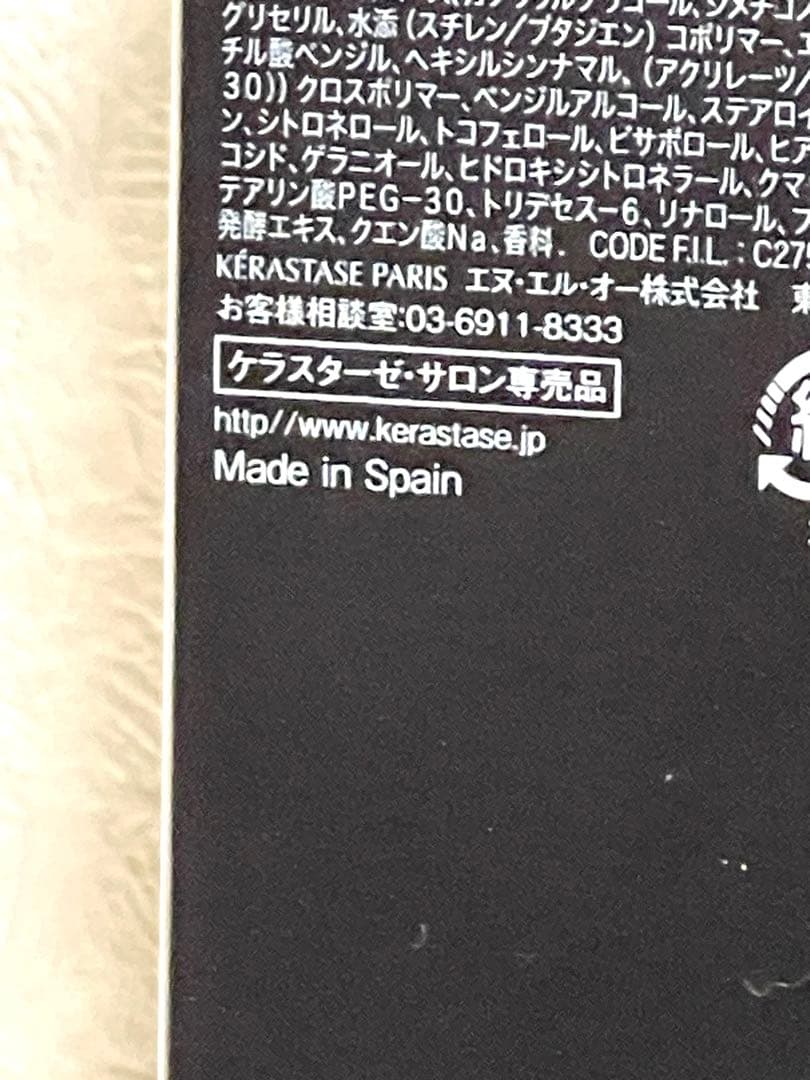 グリセリル、水添 (スチレン/ブタジエン) コポリマー、エ
チル酸ベンジル、ヘキシルシンナマル、(アクリレーツ/
30)) クロスポリマー、ベンジルアルコール、ステアロイ
ン、シトロネロール、トコフェロール、ビサボロール、ヒア
コシド、ゲラニオール、ヒドロキシシトロネラール、クマ
テアリン酸PEG-30、トリデセス-6、リナロール、
発酵エキス、クエン酸Na、香料. CODE F.I.L. : C275
KÉRASTASE PARIS エヌ・エル・オー株式会社 東
お客様相談室:03-6911-8333
ケラスターゼ・サロン専売品
http//www.kerastase.jp
Made in Spain